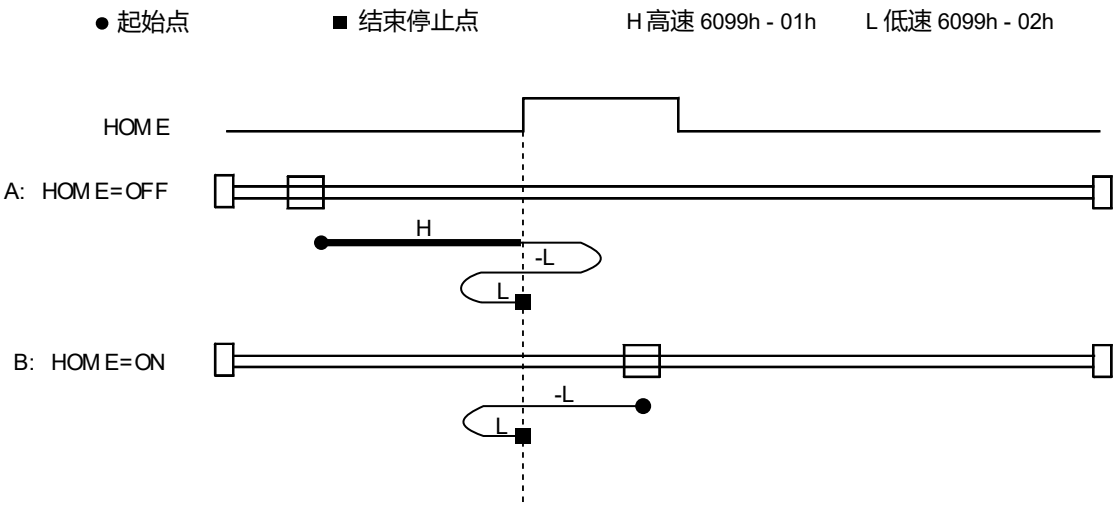 ● 起始点 ■ 结束停止点 H 高速 6099h - 01h L 低速 6099h - 02h
HOME
A: HOME=OFF
H
-L
L
B: HOME=ON
-L
L